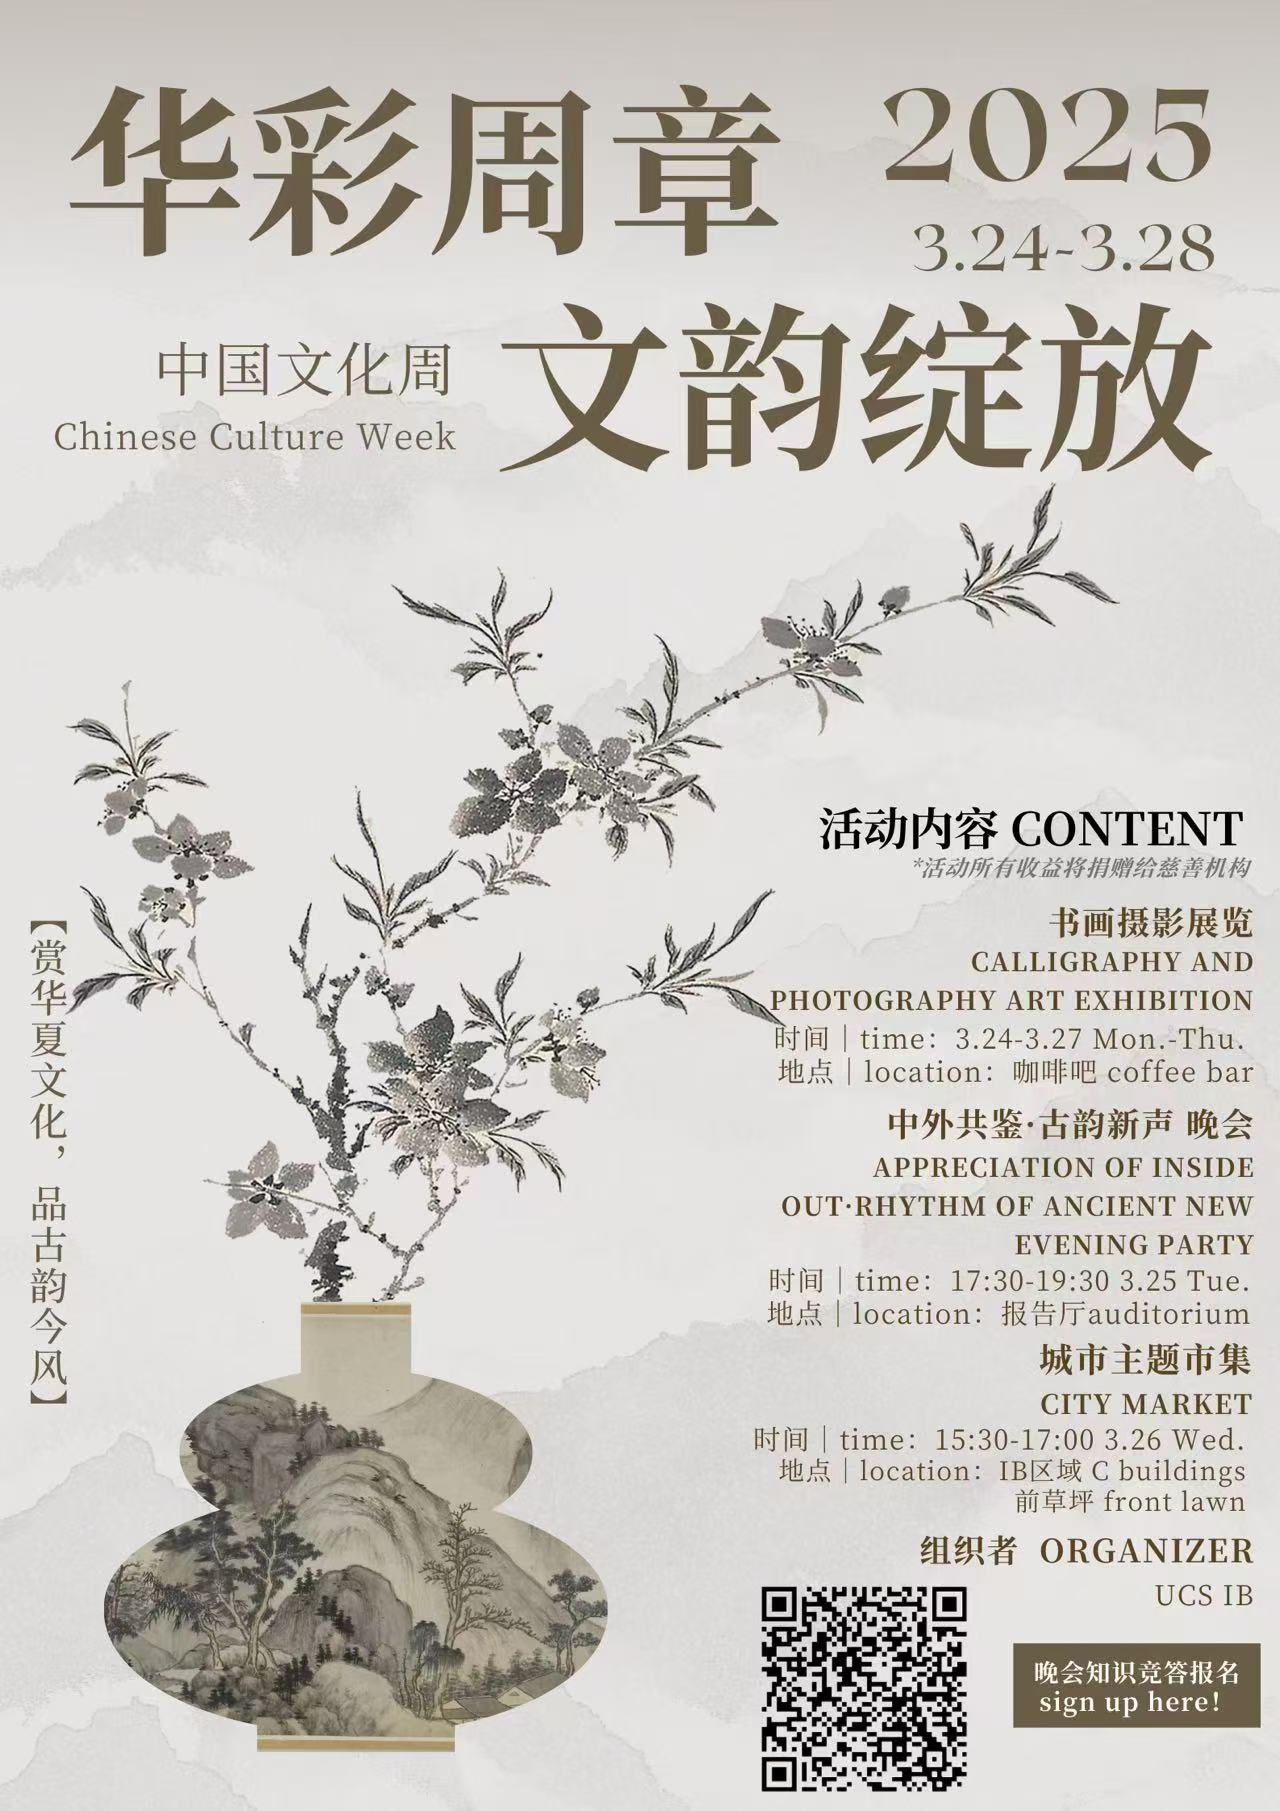 华彩周章
2025
3.24-3.28
文韵绽放
中国文化周
Chinese Culture Week
【赏华夏文化，品古韵今风】
活动内容 CONTENT
*活动所有收益将捐赠给慈善机构
书画摄影展览
CALLIGRAPHY AND
PHOTOGRAPHY ART EXHIBITION
时间｜time：3.24-3.27 Mon.-Thu.
地点｜location：咖啡吧 coffee bar
中外共鉴·古韵新声 晚会
APPRECIATION OF INSIDE
OUT·RHYTHM OF ANCIENT NEW
EVENING PARTY
时间｜time：17:30-19:30 3.25 Tue.
地点｜location：报告厅auditorium
城市主题市集
CITY MARKET
时间｜time：15:30-17:00 3.26 Wed.
地点｜location：IB区域 C buildings
前草坪 front lawn
组织者 ORGANIZER
UCS IB
晚会知识竞答报名
sign up here！